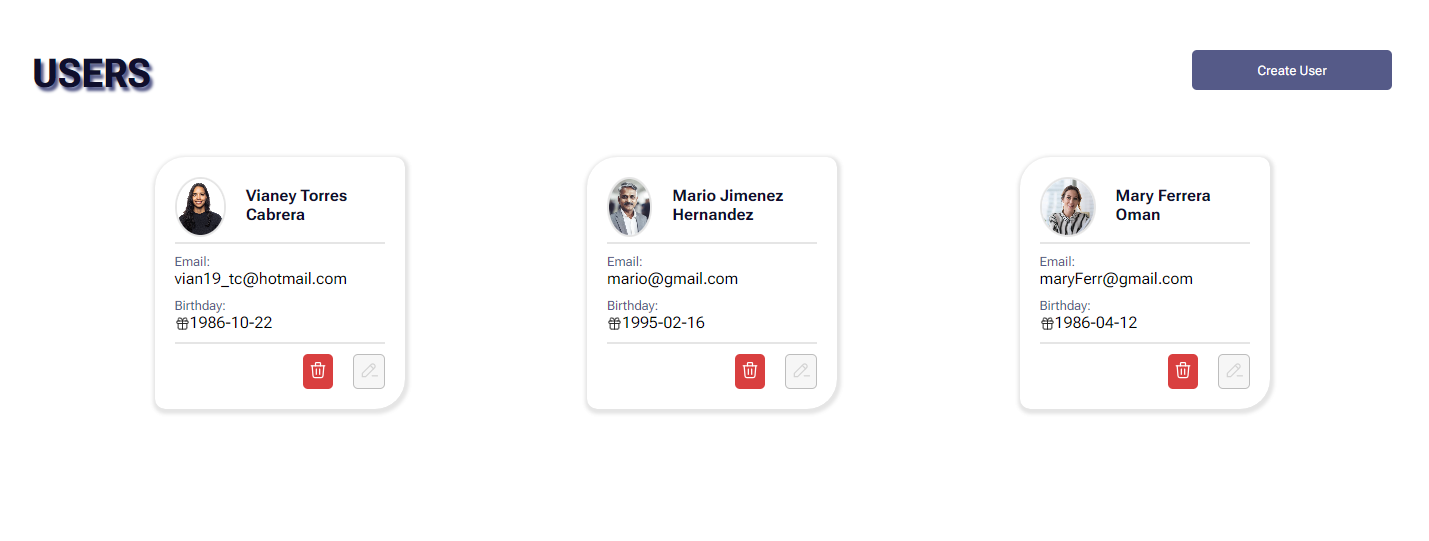 USERS
Create User
Vianey Torres
Cabrera
Email:
vian19_tc@hotmail.com
Birthday:
1986-10-22
Mario Jimenez
Hernandez
Email:
mario@gmail.com
Birthday:
1995-02-16
Mary Ferrera
Oman
Email:
maryFerr@gmail.com
Birthday:
1986-04-12